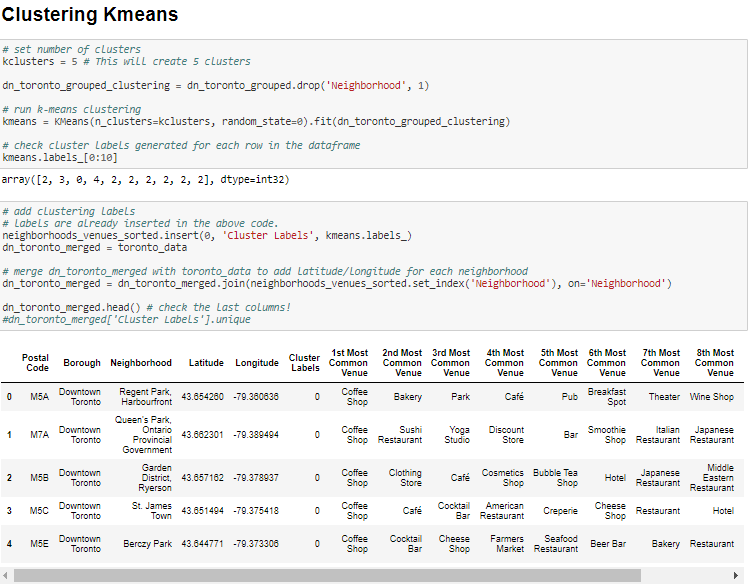 Clustering Kmeans
# set number of clusters
kclusters = 5 # This will create 5 clusters
dn_toronto_grouped_clustering = dn_toronto_grouped.drop('Neighborhood', 1)
# run k-means clustering
kmeans = KMeans(n_clusters=kclusters, random_state=0).fit(dn_toronto_grouped_clustering)
# check cluster labels generated for each row in the dataframe
kmeans.labels_[0:10]
array([2, 3, 0, 4, 2, 2, 2, 2, 2, 2], dtype=int32)
# add clustering labels
# labels are already inserted in the above code.
neighborhoods_venues_sorted.insert(0, 'Cluster Labels', kmeans.labels_)
dn_toronto_merged = toronto_data
# merge dn_toronto_merged with toronto_data to add latitude/longitude for each neighborhood
dn_toronto_merged = dn_toronto_merged.join(neighborhoods_venues_sorted.set_index('Neighborhood'), on='Neighborhood')
dn_toronto_merged.head() # check the last columns!
#dn_toronto_merged['Cluster Labels'].unique
Postal Code Borough Neighborhood Latitude Longitude Cluster Labels 1st Most Common Venue 2nd Most Common Venue 3rd Most Common Venue 4th Most Common Venue 5th Most Common Venue 6th Most Common Venue 7th Most Common Venue 8th Most Common Venue
0 M5A Downtown Toronto Regent Park, Harbourfront 43.654260 -79.360636 0 Coffee Shop Bakery Park Café Pub Breakfast Spot Theater Wine Shop
1 M7A Downtown Toronto Queen's Park, Ontario Provincial Government 43.662301 -79.389494 0 Coffee Shop Sushi Restaurant Yoga Studio Discount Store Bar Smoothie Shop Italian Restaurant Japanese Restaurant
2 M5B Downtown Toronto Garden District, Ryerson 43.657162 -79.378937 0 Coffee Shop Clothing Store Café Cosmetics Shop Bubble Tea Shop Hotel Japanese Restaurant Middle Eastern Restaurant
3 M5C Downtown Toronto St. James Town 43.651494 -79.375418 0 Coffee Shop Café Cocktail Bar American Restaurant Creperie Cheese Shop Restaurant Hotel
4 M5E Downtown Toronto Berczy Park 43.644771 -79.373306 0 Coffee Shop Cocktail Bar Cheese Shop Farmers Market Seafood Restaurant Beer Bar Bakery Restaurant